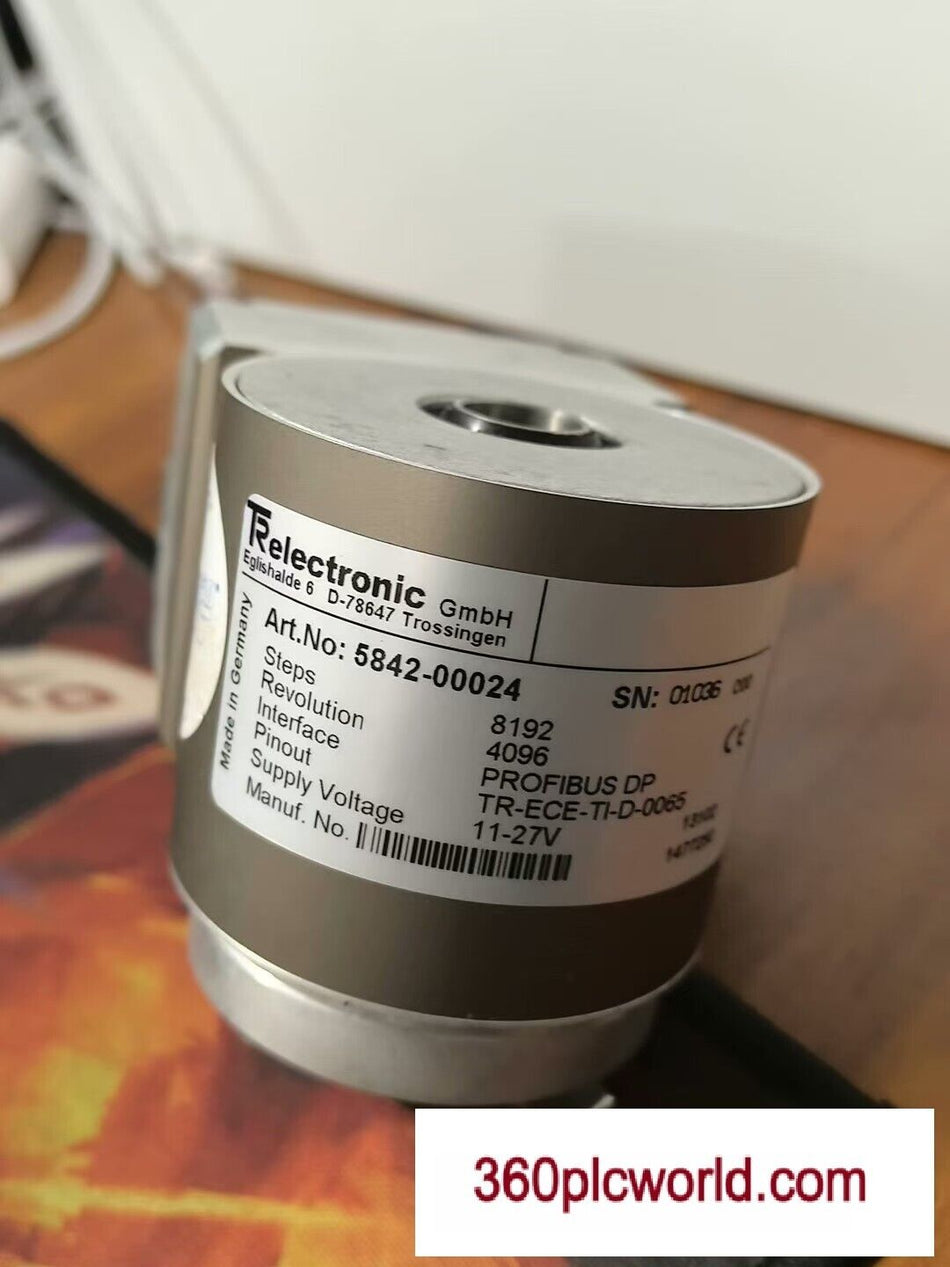 TRelectronic GmbH
Eglishalde 6 D-78647 Trossingen
Made in Germany
Art.No: 5842-00024
SN: 01036
Steps 8192
Revolution 4096
Interface PROFIBUS DP
Pinout TR-ECE-TI-D-0065
Supply Voltage 11-27V
Manuf. No.
CE
360plcworld.com